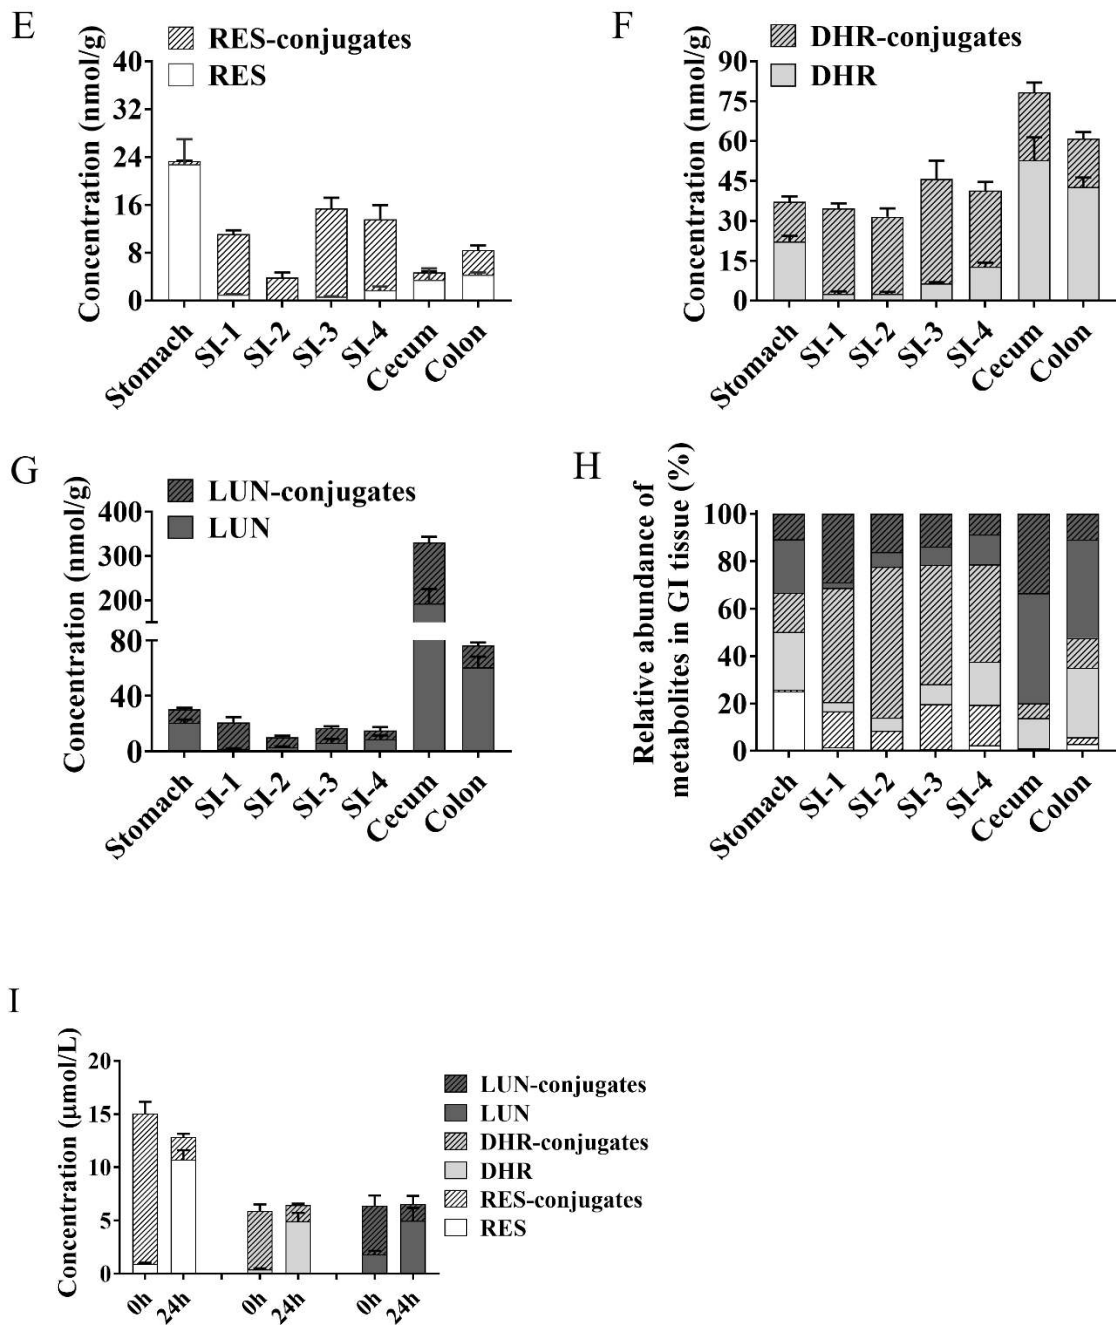 E
RES-conjugates
RES
Concentration (nmol/g)
40
32
24
16
8
0
Stomach
SI-1
SI-2
SI-3
SI-4
Cecum
Colon
F
DHR-conjugates
DHR
Concentration (nmol/g)
90
75
60
45
30
15
0
Stomach
SI-1
SI-2
SI-3
SI-4
Cecum
Colon
G
LUN-conjugates
LUN
Concentration (nmol/g)
400
300
200
80
40
0
Stomach
SI-1
SI-2
SI-3
SI-4
Cecum
Colon
H
Relative abundance of
metabolites in GI tissue (%)
100
80
60
40
20
0
Stomach
SI-1
SI-2
SI-3
SI-4
Cecum
Colon
I
Concentration (μmol/L)
20
15
10
5
0
0h
24h
0h
24h
0h
24h
LUN-conjugates
LUN
DHR-conjugates
DHR
RES-conjugates
RES